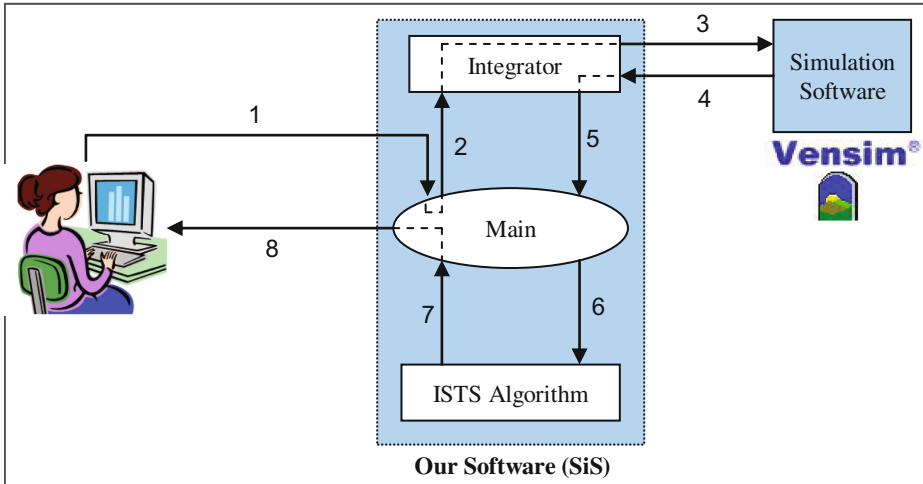 3
Integrator
Simulation
Software
4
1
2
5
Vensim®
Main
8
7
6
ISTS Algorithm
Our Software (SiS)